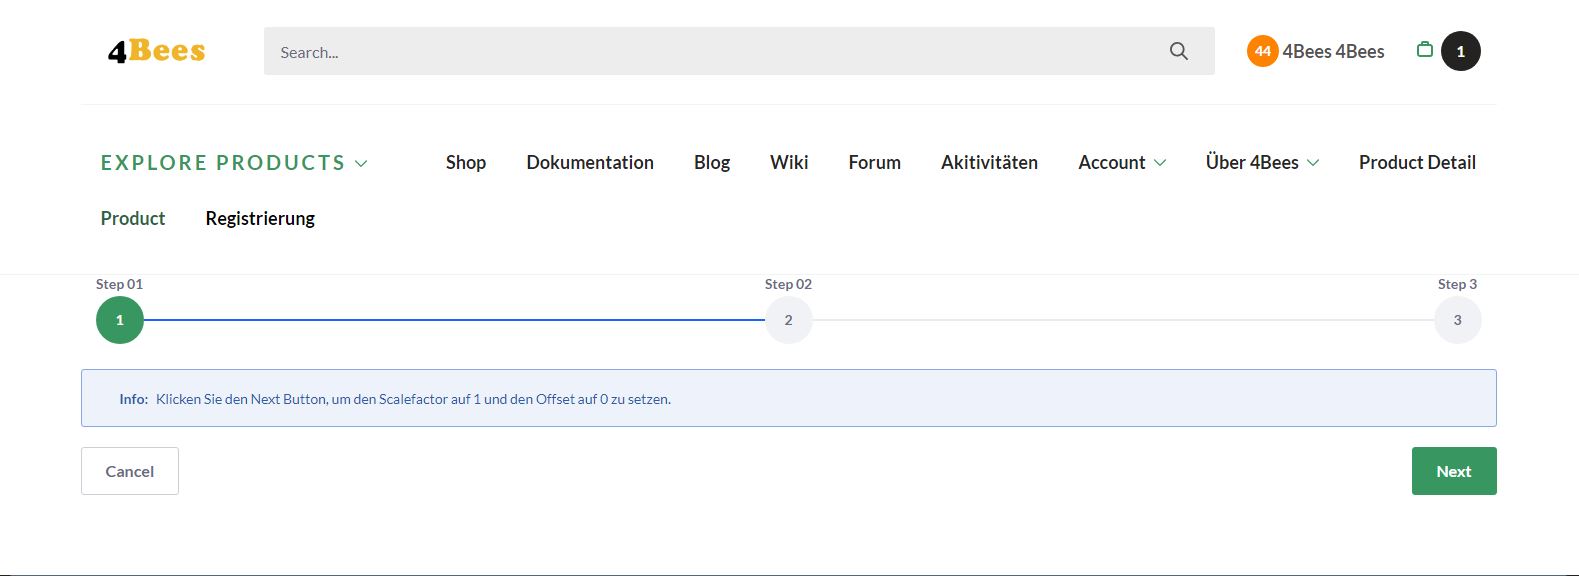 4Bees
Search...
44 4Bees 4Bees
1
EXPLORE PRODUCTS Shop Dokumentation Blog Wiki Forum Akitivitäten Account Über 4Bees Product Detail
Product Registrierung
Step 01 Step 02 Step 3
1 2 3
Info: Klicken Sie den Next Button, um den Scalefactor auf 1 und den Offset auf 0 zu setzen.
Cancel Next